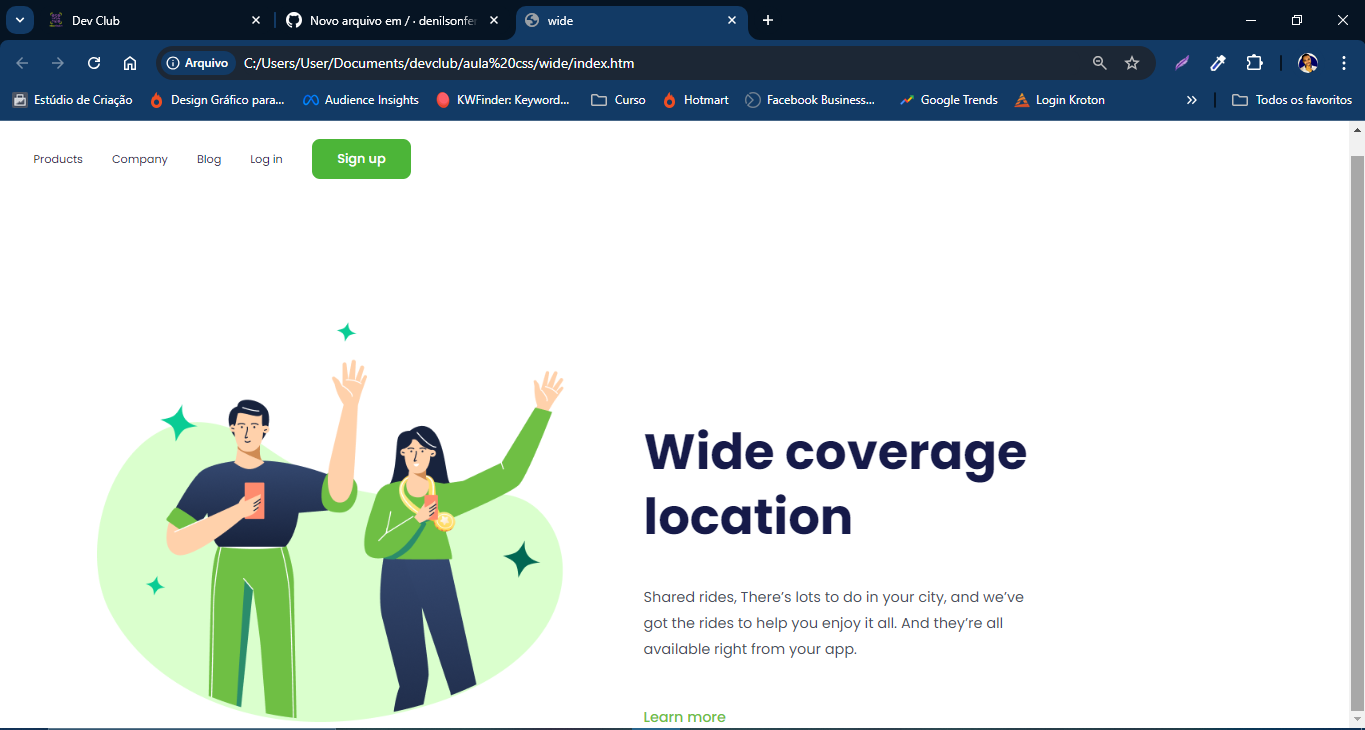 Dev Club
Novo arquivo em / · denilsonfer
wide
Arquivo
C:/Users/User/Documents/devclub/aula%20css/wide/index.htm
Estúdio de Criação
Design Gráfico para...
Audience Insights
KWFinder: Keyword...
Curso
Hotmart
Facebook Business...
Google Trends
Login Kroton
Todos os favoritos
Products
Company
Blog
Log in
Sign up
Wide coverage
location
Shared rides, There’s lots to do in your city, and we’ve
got the rides to help you enjoy it all. And they’re all
available right from your app.
Learn more